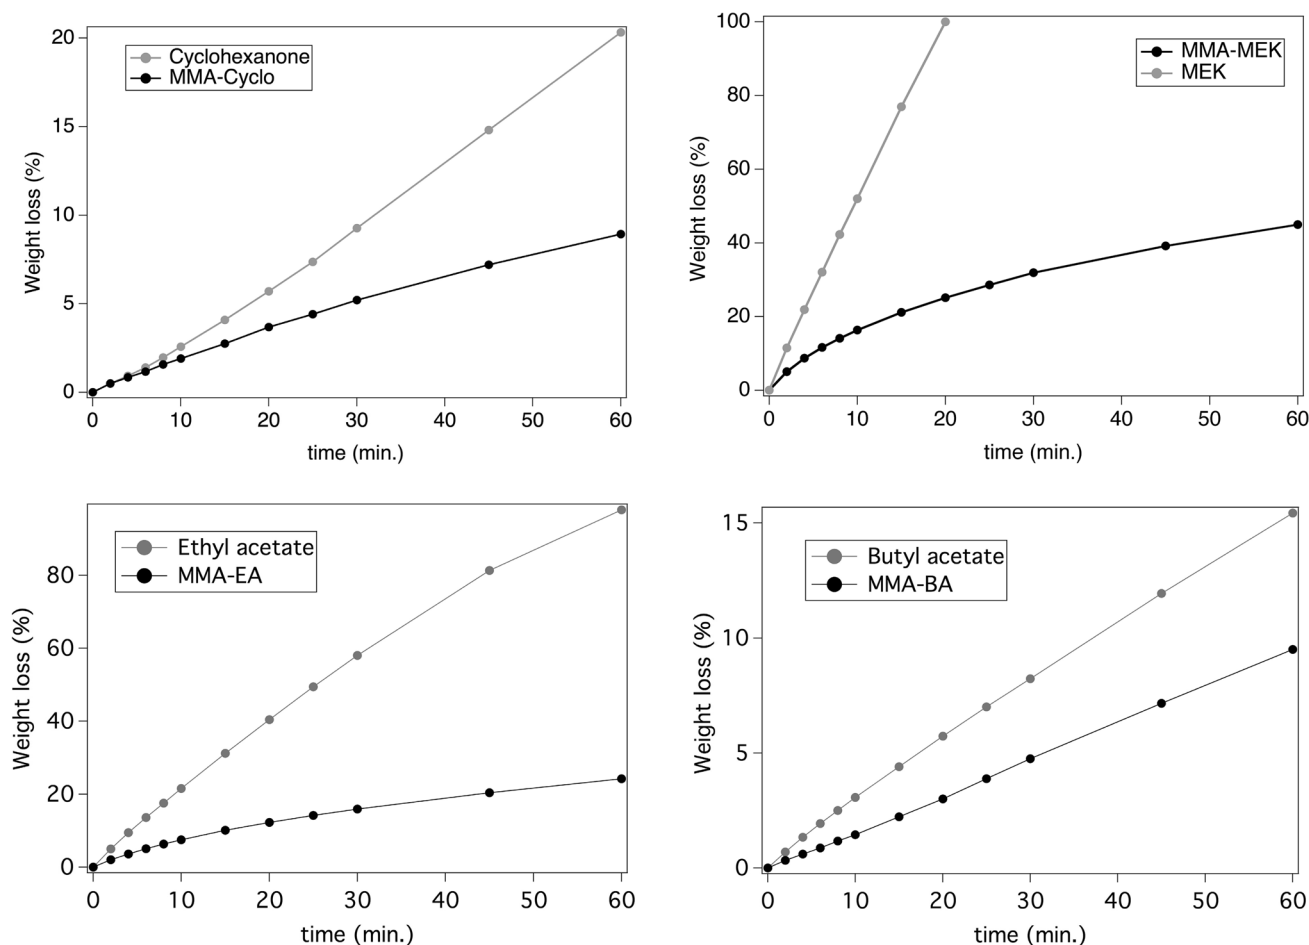 20
15
10
5
0
Weight loss (%)
Cyclohexanone
MMA-Cyclo
0 10 20 30 40 50 60
time (min.)
100
80
60
40
20
0
Weight loss (%)
MMA-MEK
MEK
0 10 20 30 40 50 60
time (min.)
80
60
40
20
0
Weight loss (%)
Ethyl acetate
MMA-EA
0 10 20 30 40 50 60
time (min.)
15
10
5
0
Weight loss (%)
Butyl acetate
MMA-BA
0 10 20 30 40 50 60
time (min.)